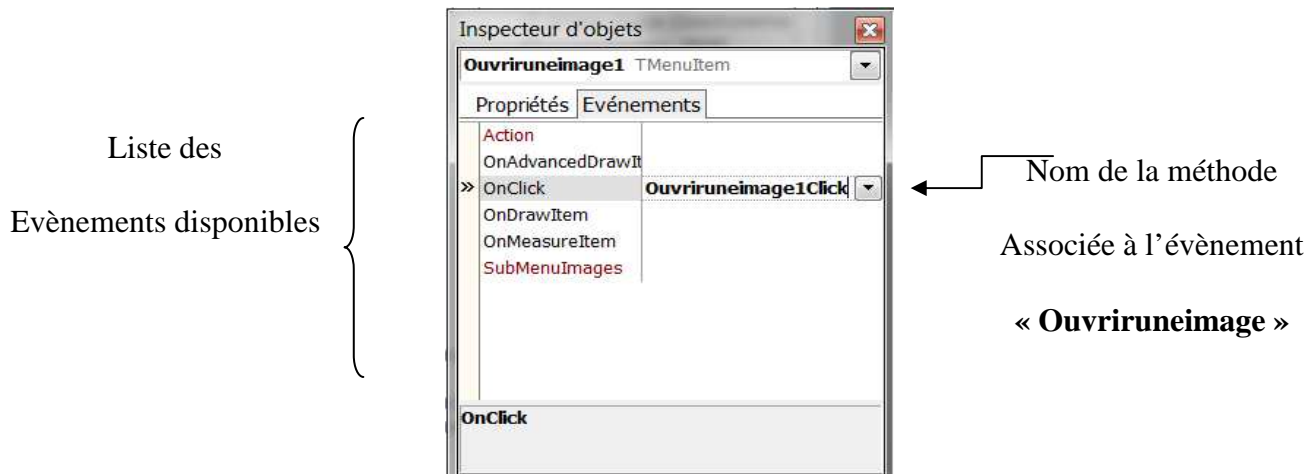 Liste des
Evènements disponibles
Inspecteur d'objets
Ouvriruneimage1 TMenuItem
Propriétés Evénements
Action
OnAdvancedDrawIt
» OnClick Ouvriruneimage1Click
OnDrawItem
OnMeasureItem
SubMenuImages
OnClick
Nom de la méthode
Associée à l’évènement
« Ouvriruneimage »